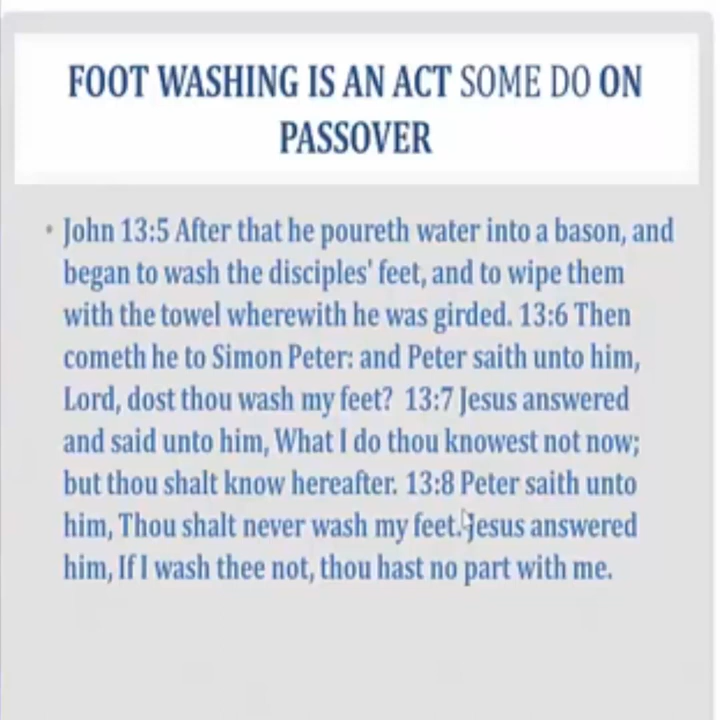 FOOT WASHING IS AN ACT SOME DO ON
PASSOVER
• John 13:5 After that he poureth water into a bason, and
began to wash the disciples' feet, and to wipe them
with the towel wherewith he was girded. 13:6 Then
cometh he to Simon Peter: and Peter saith unto him,
Lord, dost thou wash my feet? 13:7 Jesus answered
and said unto him, What I do thou knowest not now;
but thou shalt know hereafter. 13:8 Peter saith unto
him, Thou shalt never wash my feet. Jesus answered
him, If I wash thee not, thou hast no part with me.